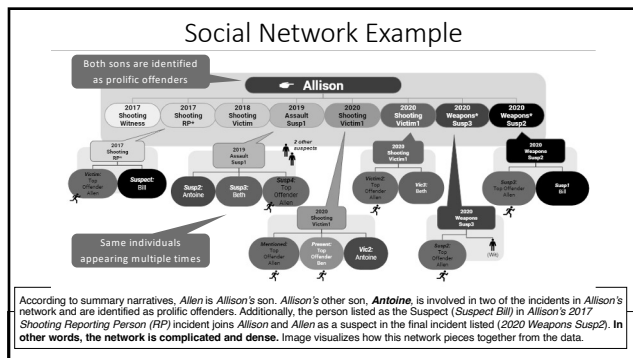 Social Network Example
Both sons are identified
as prolific offenders
Allison
2017
Shooting
Witness
2017
Shooting
RP*
2018
Shooting
Victim
2019
Assault
Susp1
2020
Shooting
Victim1
2020
Shooting
Victim1
2020
Weapons*
Susp3
2020
Weapons*
Susp2
2017
Shooting
RP*
Victim:
Top
Offender
Allen
Suspect:
Bill
2019
Assault
Susp1
2 other
suspects
Susp2:
Antoine
Susp3:
Beth
Susp4:
Top
Offender
Allen
2020
Shooting
Victim1
Victim2:
Top
Offender
Allen
Vic3:
Beth
2020
Weapons
Susp2
Susp3:
Top
Offender
Allen
Susp1
Bill
Same individuals
appearing multiple times
2020
Shooting
Victim1
Mentioned:
Top
Offender
Allen
Present:
Top
Offender
Ben
Vic2:
Antoine
2020
Weapons
Susp3
Susp2:
Top
Offender
Allen
(Wit)
According to summary narratives, Allen is Allison's son. Allison's other son, Antoine, is involved in two of the incidents in Allison's
network and are identified as prolific offenders. Additionally, the person listed as the Suspect (Suspect Bill) in Allison's 2017
Shooting Reporting Person (RP) incident joins Allison and Allen as a suspect in the final incident listed (2020 Weapons Susp2). In
other words, the network is complicated and dense. Image visualizes how this network pieces together from the data.